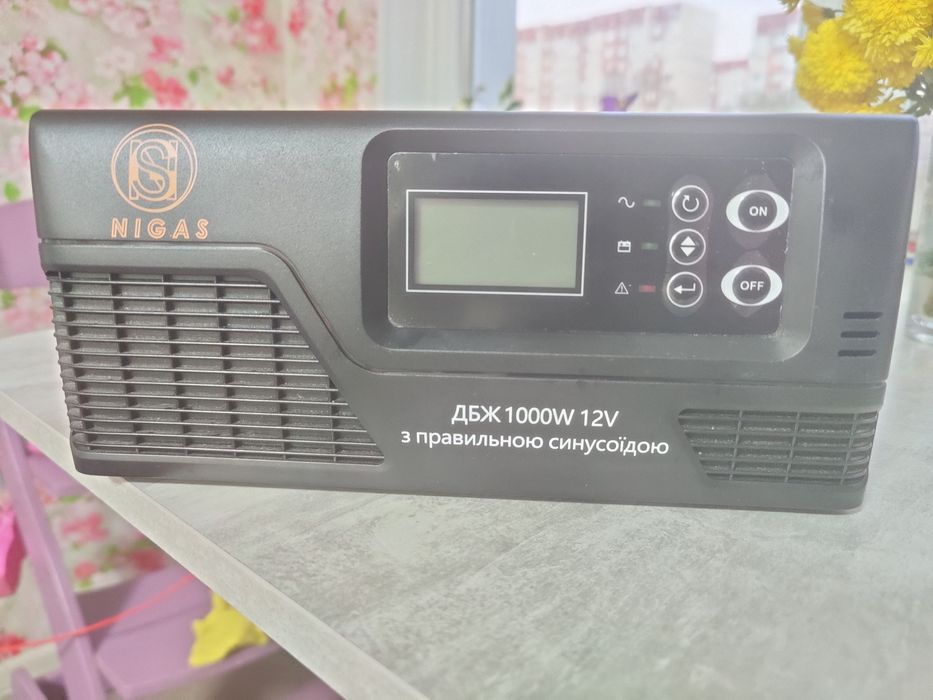 NIGAS
ON
OFF
ДБЖ 1000W 12V
з правильною синусоїдою